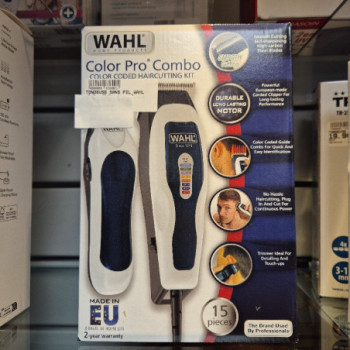 WAHL
Color Pro® Combo
COLOR CODED HAIRCUTTING KIT
DURABLE
LONG LASTING
MOTOR
Powerful
European-made
Corded Clipper For
Long-lasting
Performance
WAHL
Color Coded Guide
Combs For Quick And
Easy Identification
No Hassle
Haircutting, Plug
In And Cut For
Continuous Power
Trimmer Ideal For
Detailing And
Touch-ups
MADE IN
EU
2 year warranty
15
pieces
The Brand Used
By Professionals